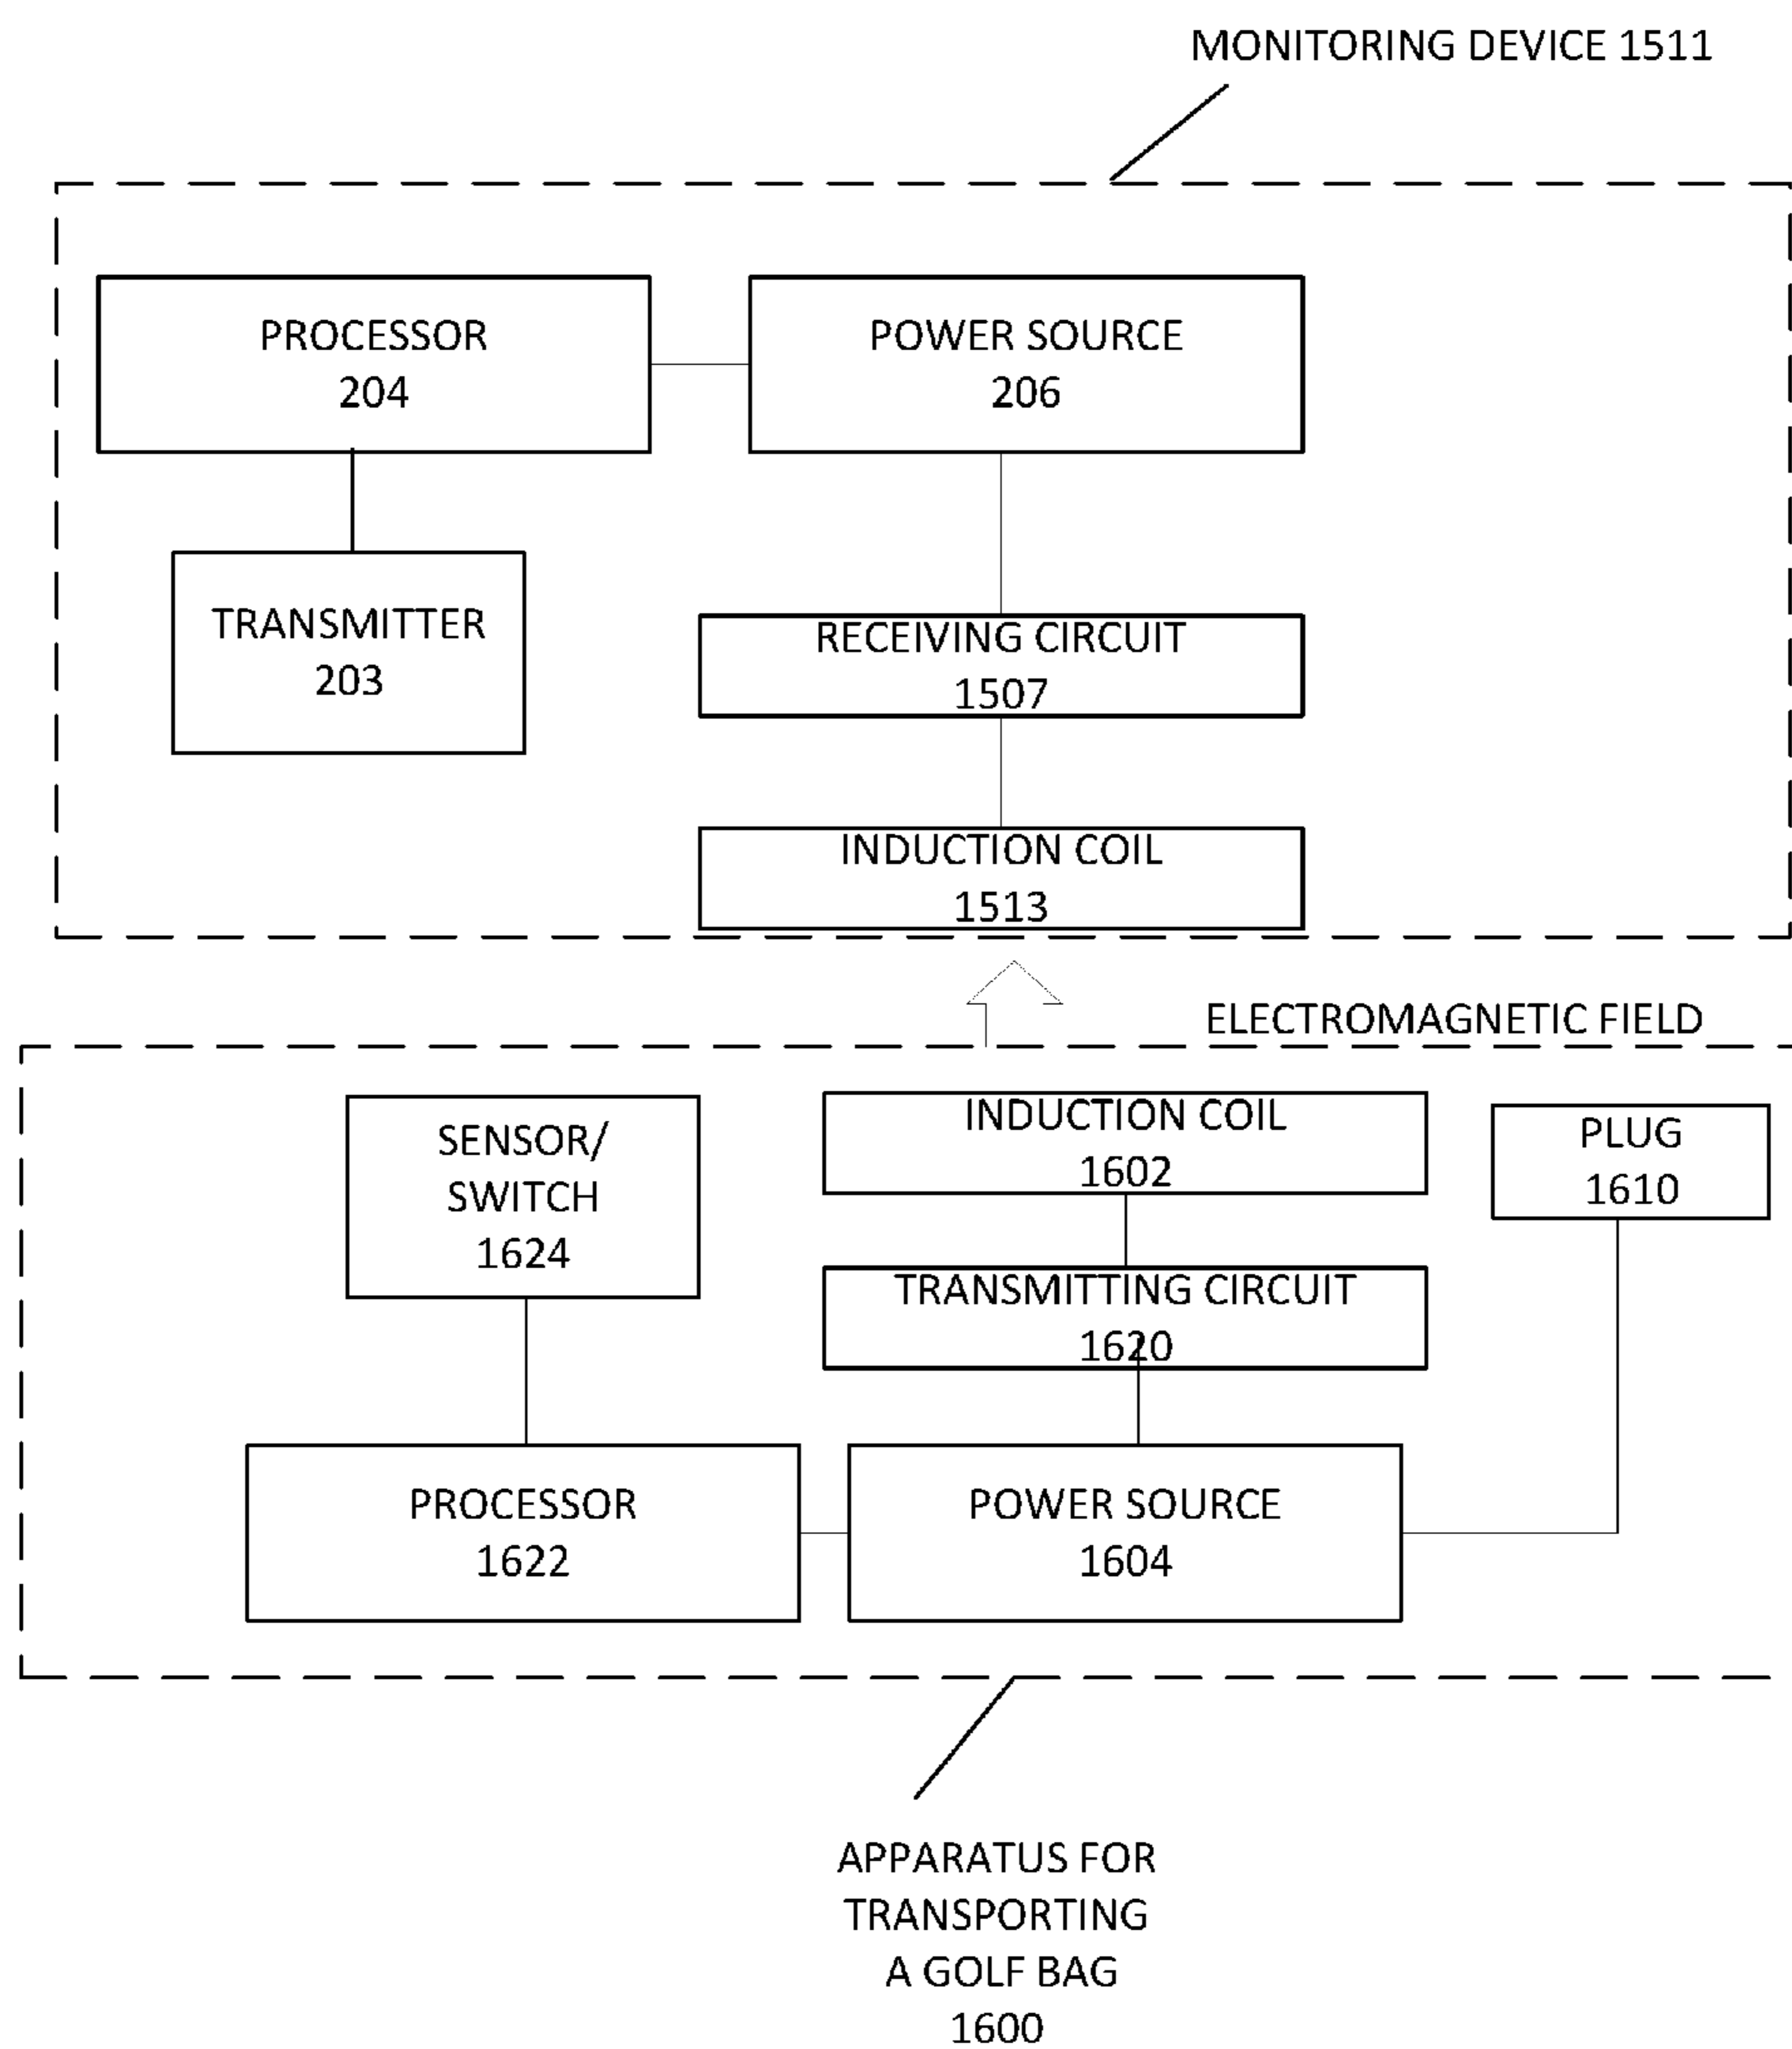 MONITORING DEVICE 1511
PROCESSOR
204
POWER SOURCE
206
TRANSMITTER
203
RECEIVING CIRCUIT
1507
INDUCTION COIL
1513
ELECTROMAGNETIC FIELD
SENSOR/
SWITCH
1624
INDUCTION COIL
1602
PLUG
1610
TRANSMITTING CIRCUIT
1620
PROCESSOR
1622
POWER SOURCE
1604
APPARATUS FOR
TRANSPORTING
A GOLF BAG
1600